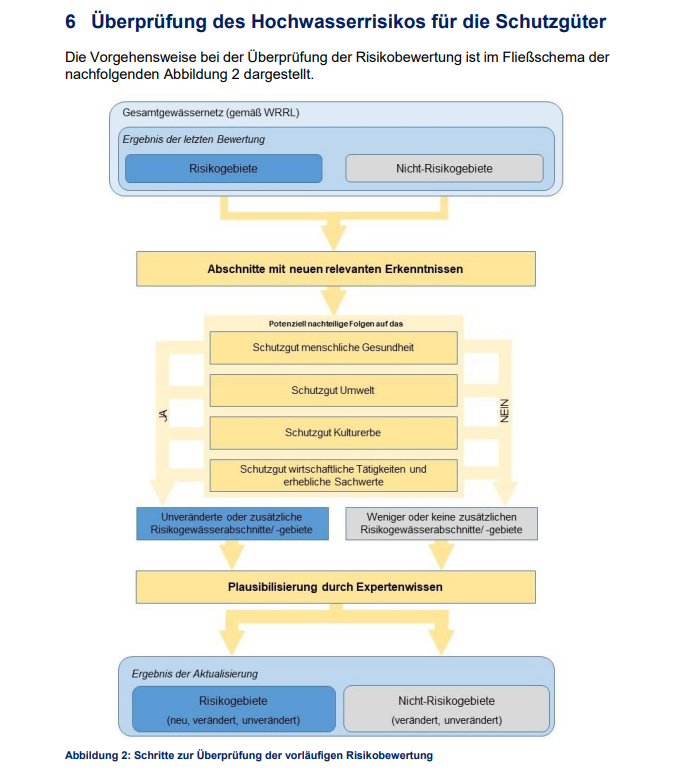 6 Überprüfung des Hochwasserrisikos für die Schutzgüter
Die Vorgehensweise bei der Überprüfung der Risikobewertung ist im Fließschema der
nachfolgenden Abbildung 2 dargestellt.
Gesamtgewässernetz (gemäß WRRL)
Ergebnis der letzten Bewertung
Risikogebiete
Nicht-Risikogebiete
Abschnitte mit neuen relevanten Erkenntnissen
Potenziell nachteilige Folgen auf das
Schutzgut menschliche Gesundheit
Schutzgut Umwelt
JA
NEIN
Schutzgut Kulturerbe
Schutzgut wirtschaftliche Tätigkeiten und
erhebliche Sachwerte
Unveränderte oder zusätzliche
Risikogewässerabschnitte/ -gebiete
Weniger oder keine zusätzlichen
Risikogewässerabschnitte/ -gebiete
Plausibilisierung durch Expertenwissen
Ergebnis der Aktualisierung
Risikogebiete
(neu, verändert, unverändert)
Nicht-Risikogebiete
(verändert, unverändert)
Abbildung 2: Schritte zur Überprüfung der vorläufigen Risikobewertung